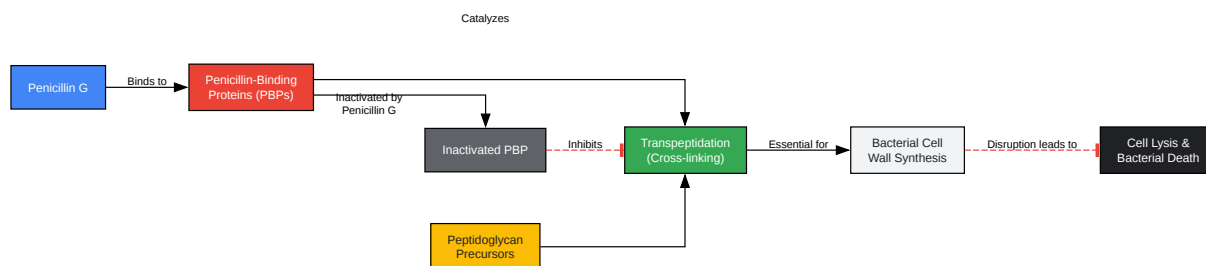 Catalyzes
Penicillin G
Binds to
Penicillin-Binding
Proteins (PBPs)
Inactivated by
Penicillin G
Inactivated PBP
Inhibits
Transpeptidation
(Cross-linking)
Essential for
Bacterial Cell
Wall Synthesis
Disruption leads to
Cell Lysis &
Bacterial Death
Peptidoglycan
Precursors